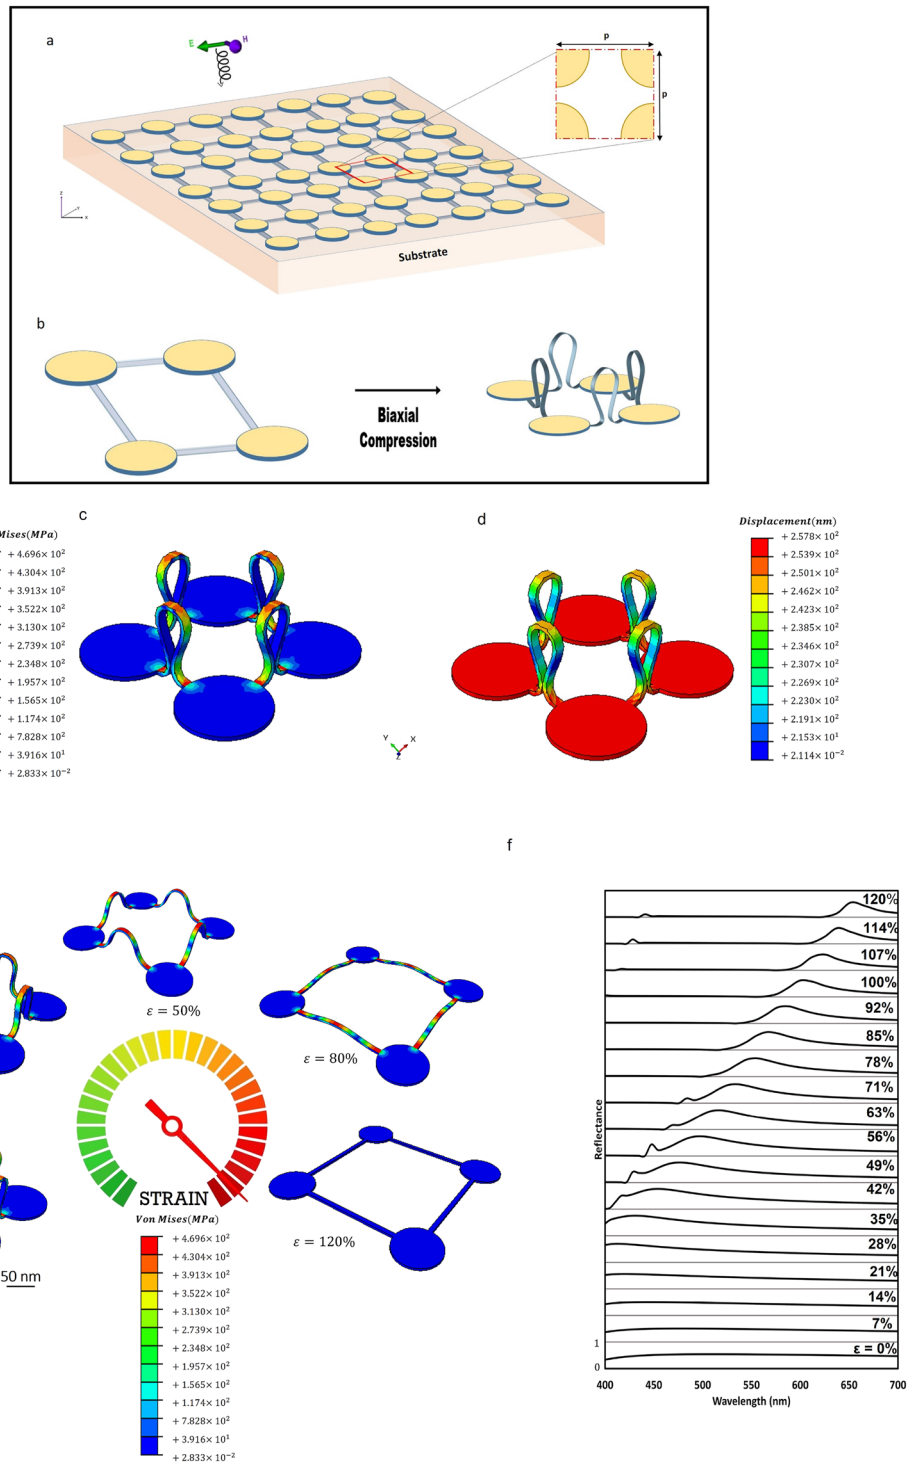 a
E
H
p
p
z
Y
x
Substrate
b
Biaxial
Compression
c
Mises(MPa)
+ 4.696× 10²
+ 4.304× 10²
+ 3.913× 10²
+ 3.522× 10²
+ 3.130× 10²
+ 2.739× 10²
+ 2.348× 10²
+ 1.957× 10²
+ 1.565× 10²
+ 1.174× 10²
+ 7.828× 10²
+ 3.916× 10¹
+ 2.833× 10⁻²
Y
X
Z
d
Displacement(nm)
+ 2.578× 10²
+ 2.539× 10²
+ 2.501× 10²
+ 2.462× 10²
+ 2.423× 10²
+ 2.385× 10²
+ 2.346× 10²
+ 2.307× 10²
+ 2.269× 10²
+ 2.230× 10²
+ 2.191× 10²
+ 2.153× 10¹
+ 2.114× 10⁻²
ε = 50%
ε = 80%
ε = 120%
STRAIN
50 nm
Von Mises(MPa)
+ 4.696× 10²
+ 4.304× 10²
+ 3.913× 10²
+ 3.522× 10²
+ 3.130× 10²
+ 2.739× 10²
+ 2.348× 10²
+ 1.957× 10²
+ 1.565× 10²
+ 1.174× 10²
+ 7.828× 10²
+ 3.916× 10¹
+ 2.833× 10⁻²
f
120%
114%
107%
100%
92%
85%
78%
71%
63%
56%
49%
42%
35%
28%
21%
14%
7%
ε = 0%
Reflectance
1
0
400 450 500 550 600 650 700
Wavelength (nm)